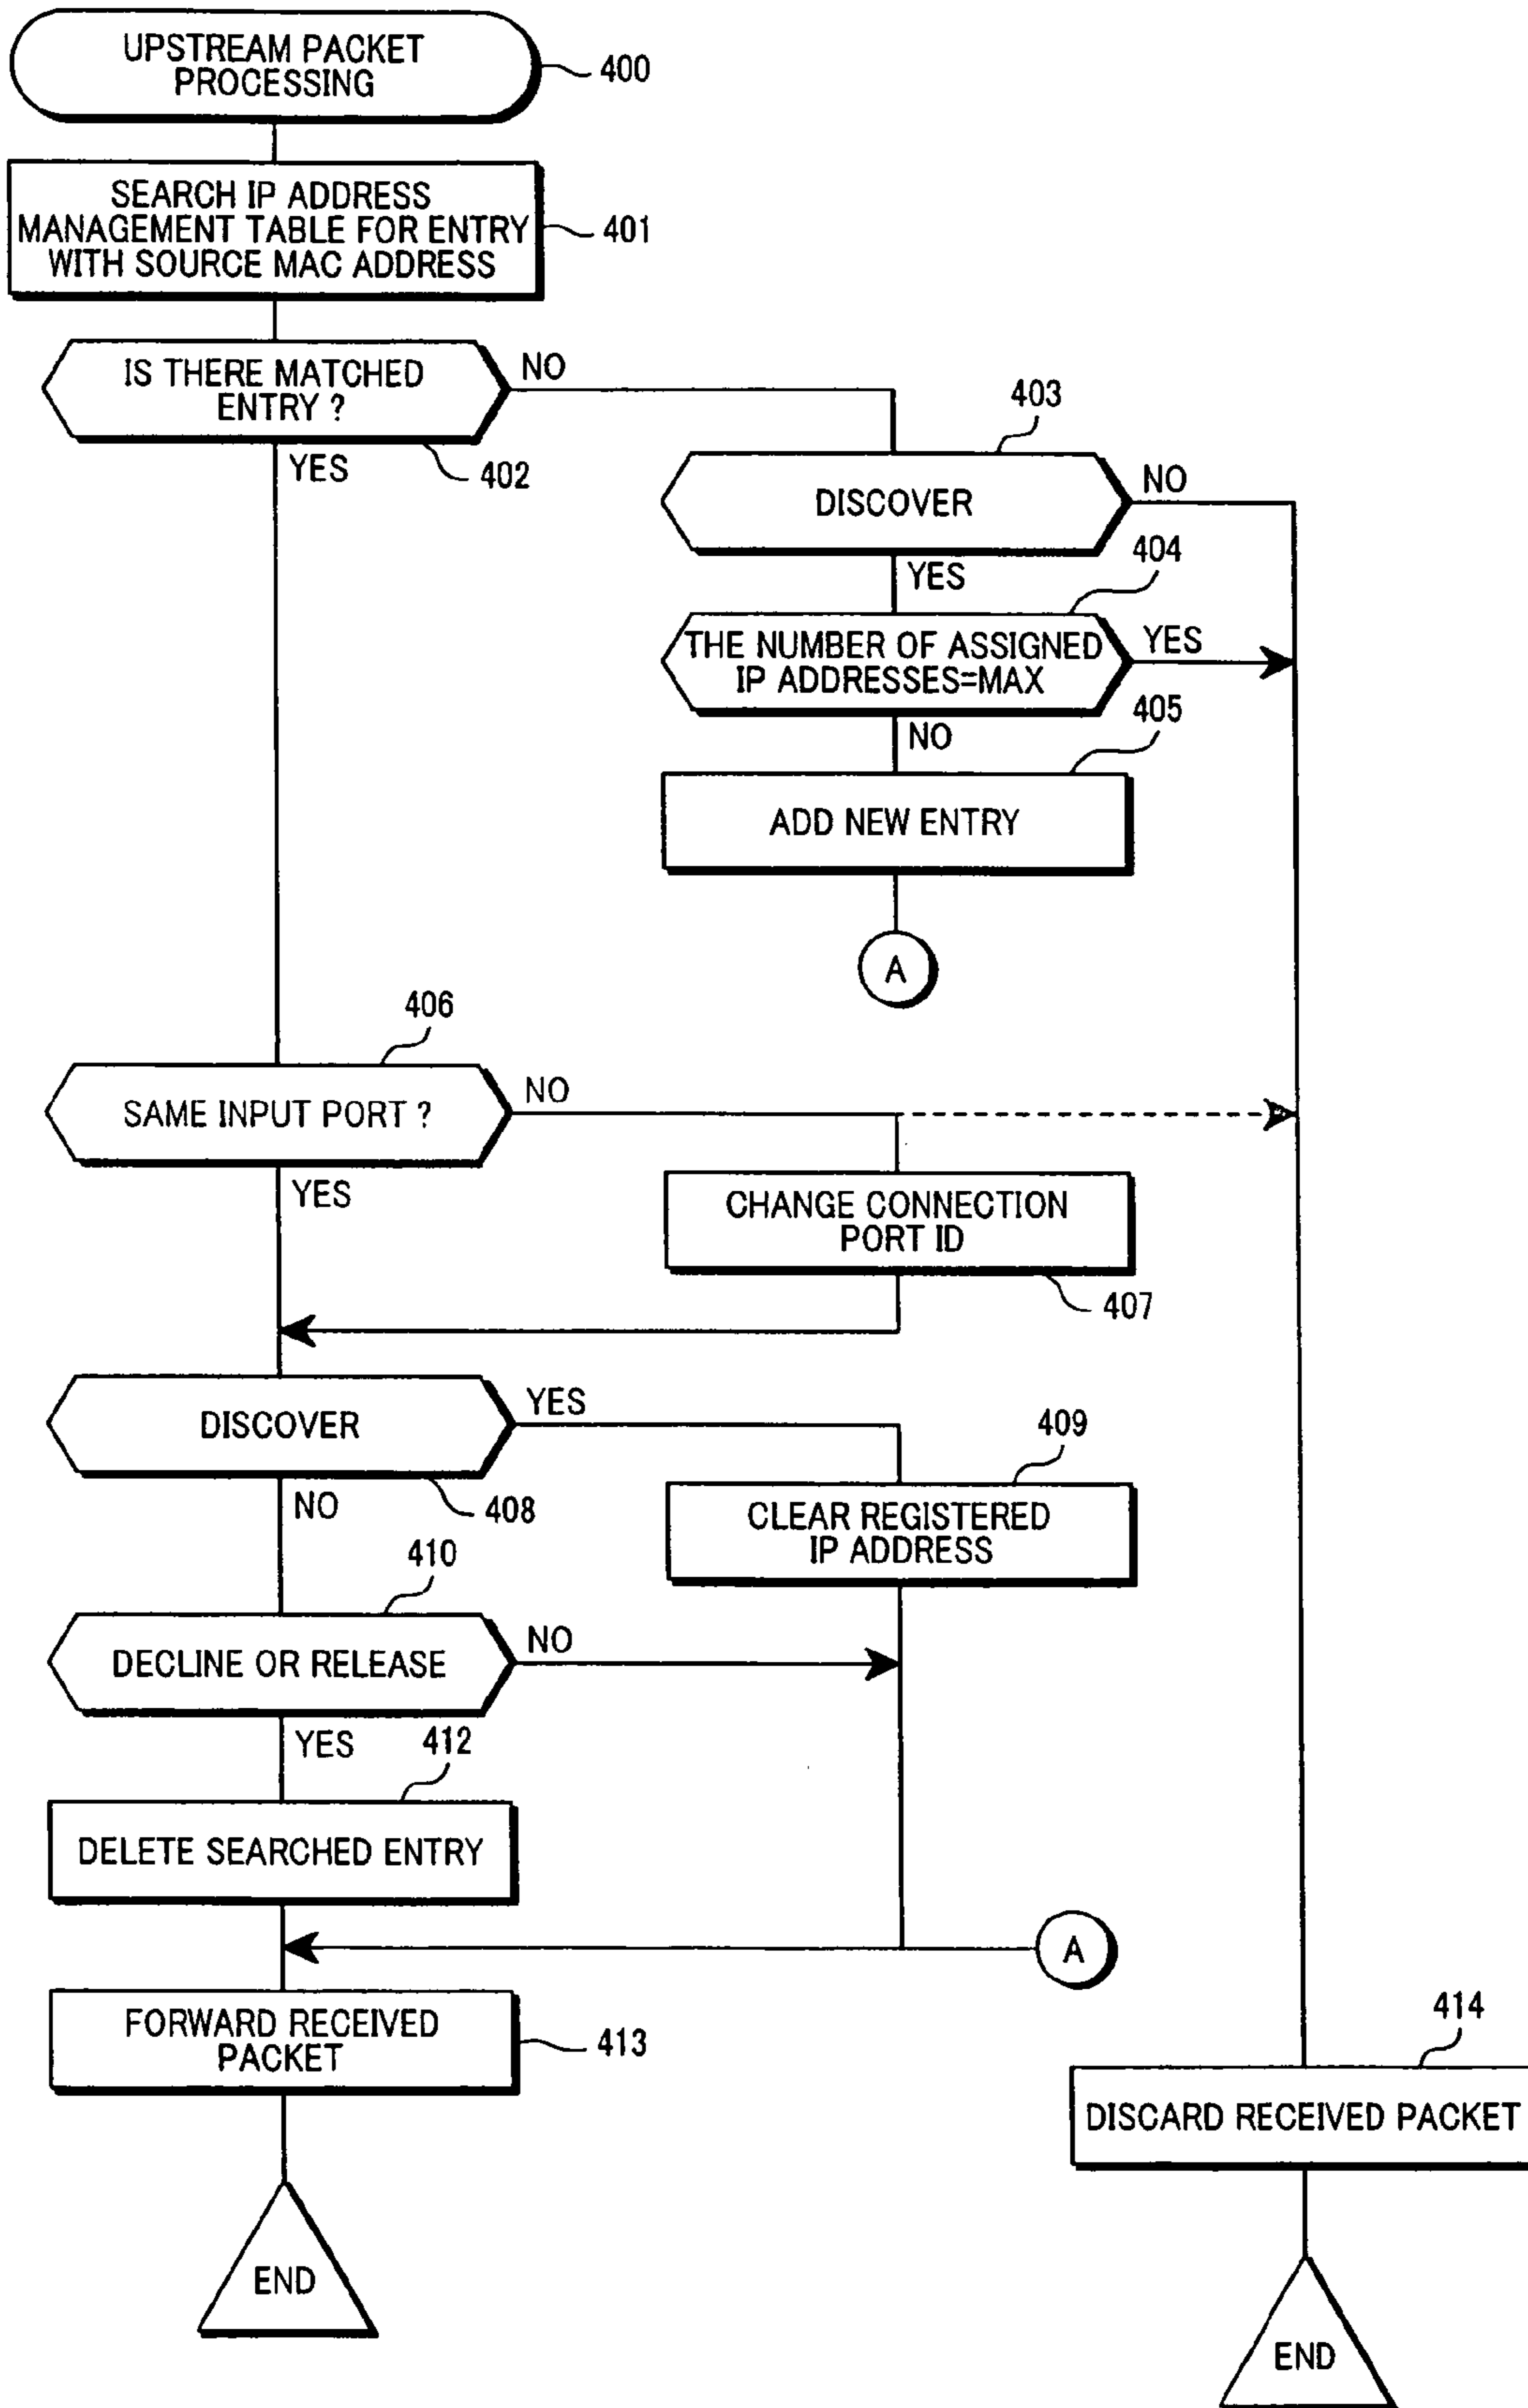 UPSTREAM PACKET
PROCESSING
400
SEARCH IP ADDRESS
MANAGEMENT TABLE FOR ENTRY
WITH SOURCE MAC ADDRESS
401
IS THERE MATCHED
ENTRY ?
NO
402
YES
403
DISCOVER
NO
YES
404
THE NUMBER OF ASSIGNED
IP ADDRESSES=MAX
YES
NO
405
ADD NEW ENTRY
A
406
SAME INPUT PORT ?
NO
YES
CHANGE CONNECTION
PORT ID
407
DISCOVER
YES
408
NO
409
CLEAR REGISTERED
IP ADDRESS
410
DECLINE OR RELEASE
NO
YES
412
DELETE SEARCHED ENTRY
A
FORWARD RECEIVED
PACKET
413
414
DISCARD RECEIVED PACKET
END
END